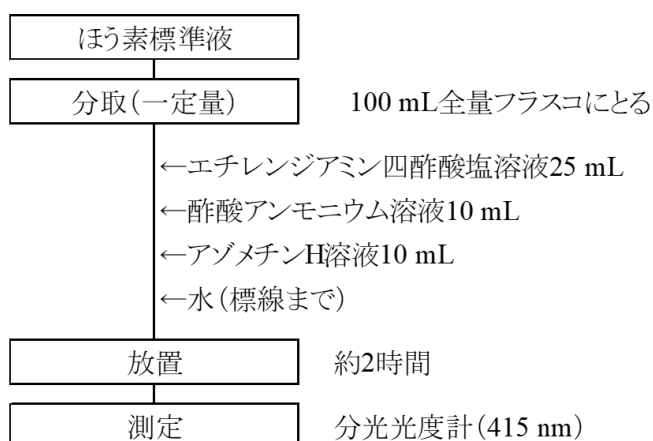 ほう素標準液
分取(一定量) 100 mL全量フラスコにとる
←エチレンジアミン四酢酸塩溶液25 mL
←酢酸アンモニウム溶液10 mL
←アゾメチンH溶液10 mL
←水(標線まで)
放置 約2時間
測定 分光光度計(415 nm)